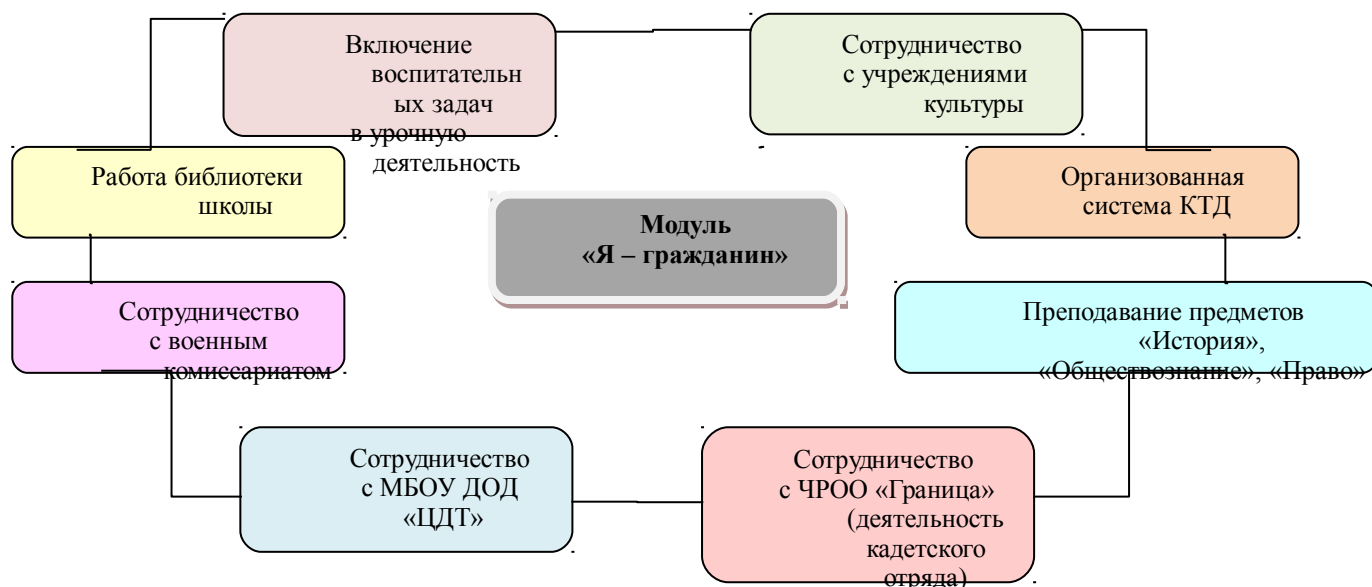 Включение
воспитательн
ых задач
в урочную
деятельность
Сотрудничество
с учреждениями
культуры
Работа библиотеки
школы
Модуль
«Я – гражданин»
Организованная
система КТД
Сотрудничество
с военным
комиссариатом
Преподавание предметов
«История»,
«Обществознание», «Право»
Сотрудничество
с МБОУ ДОД
«ЦДТ»
Сотрудничество
с ЧРОО «Граница»
(деятельность
кадетского
отряда)